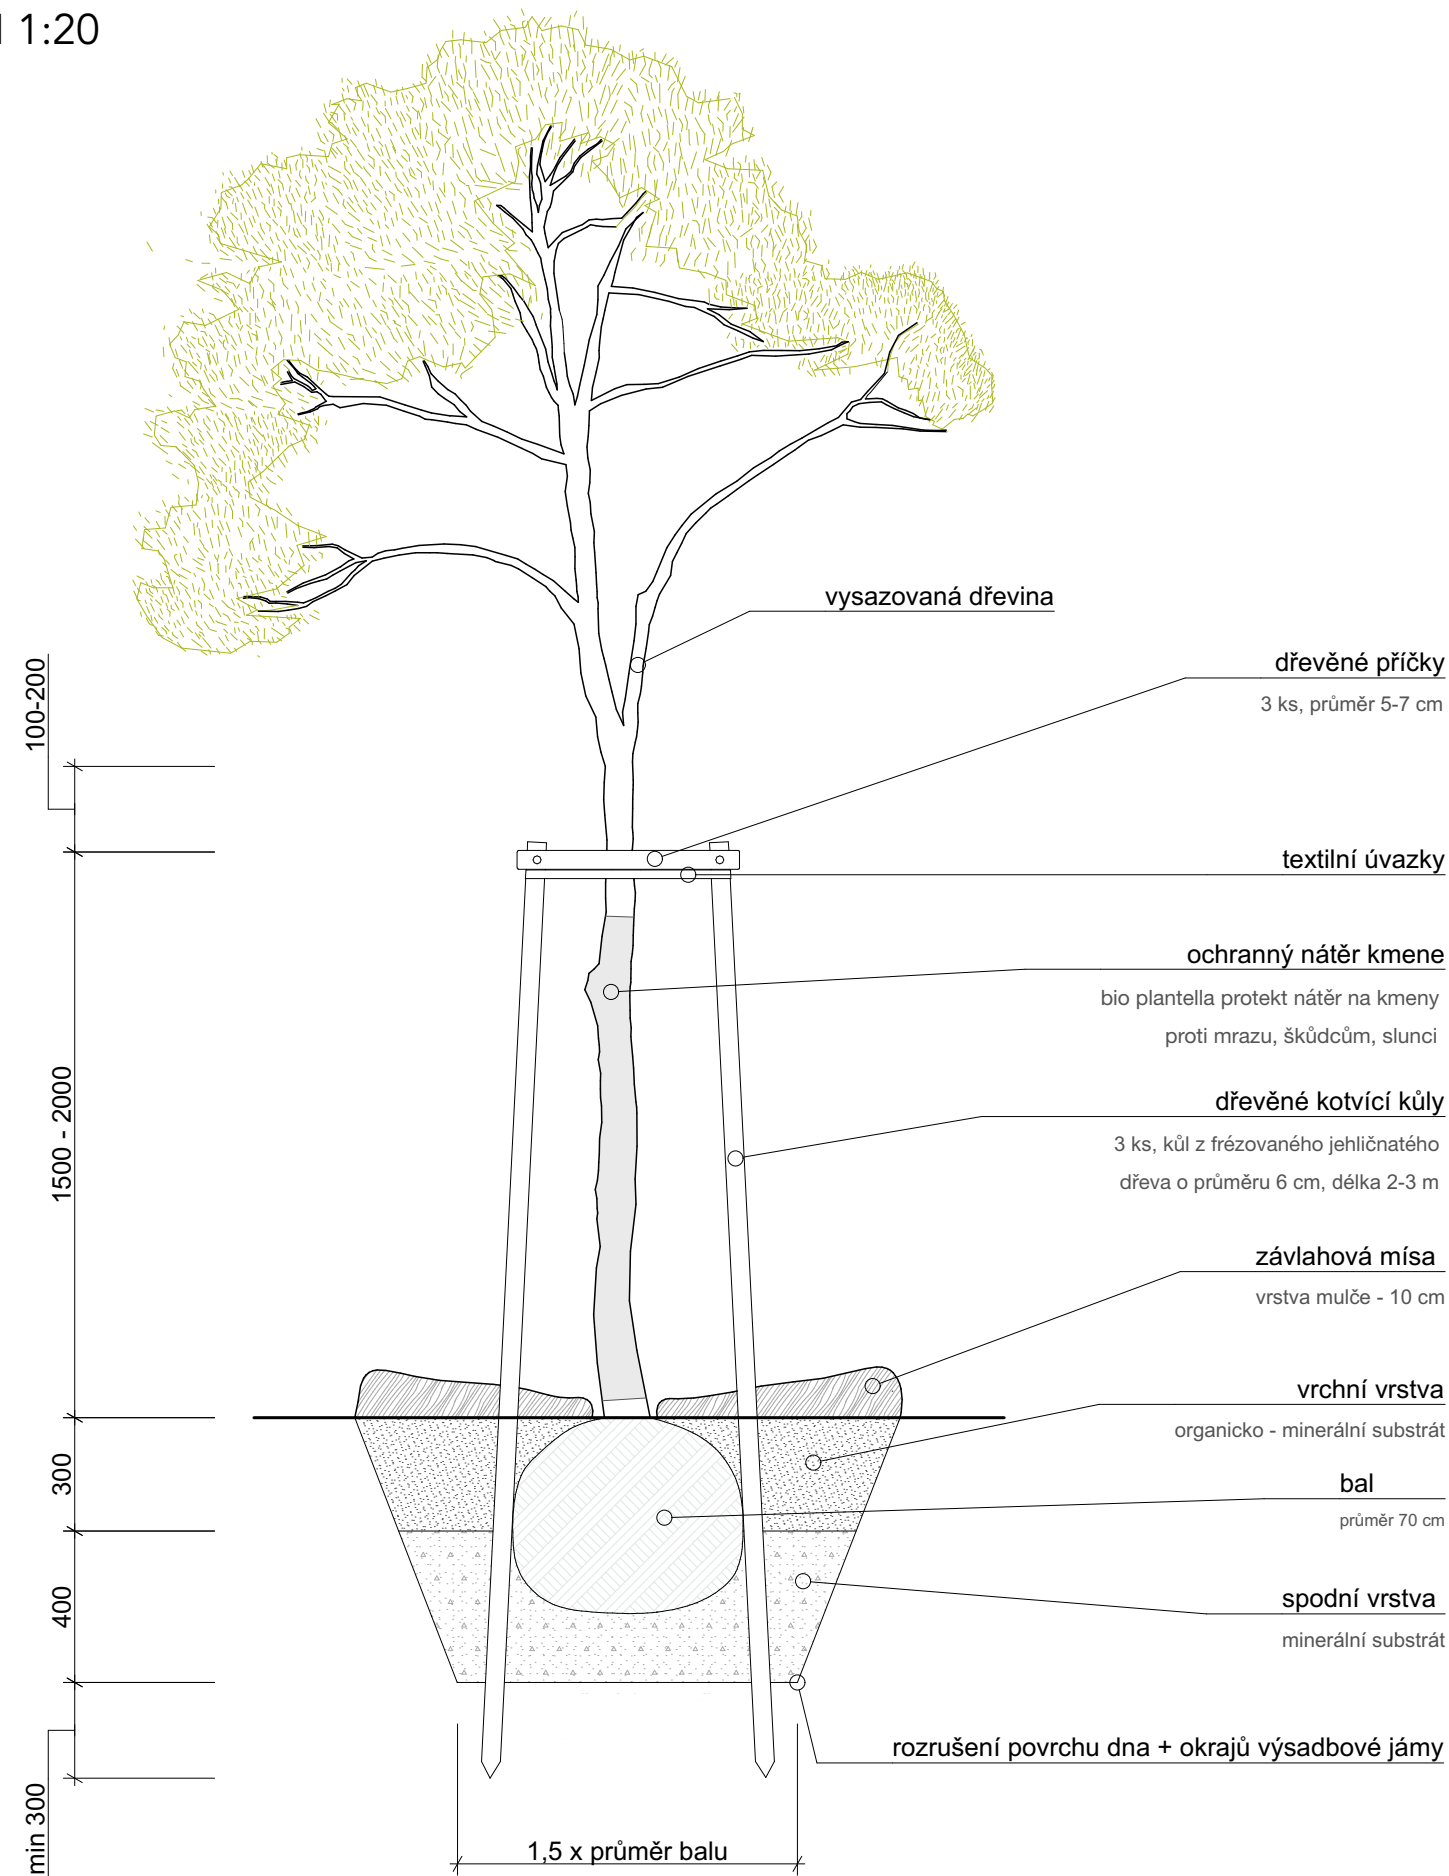 1:20
vysazovaná dřevina
dřevěné příčky
3 ks, průměr 5-7 cm
100-200
textilní úvazky
ochranný nátěr kmene
bio plantella protekt nátěr na kmeny
proti mrazu, škůdcům, slunci
1500 - 2000
dřevěné kotvící kůly
3 ks, kůl z frézovaného jehličnatého
dřeva o průměru 6 cm, délka 2-3 m
závlahová mísa
vrstva mulče - 10 cm
vrchní vrstva
organicko - minerální substrát
300
bal
průměr 70 cm
400
spodní vrstva
minerální substrát
rozrušení povrchu dna + okrajů výsadbové jámy
min 300
1,5 x průměr balu